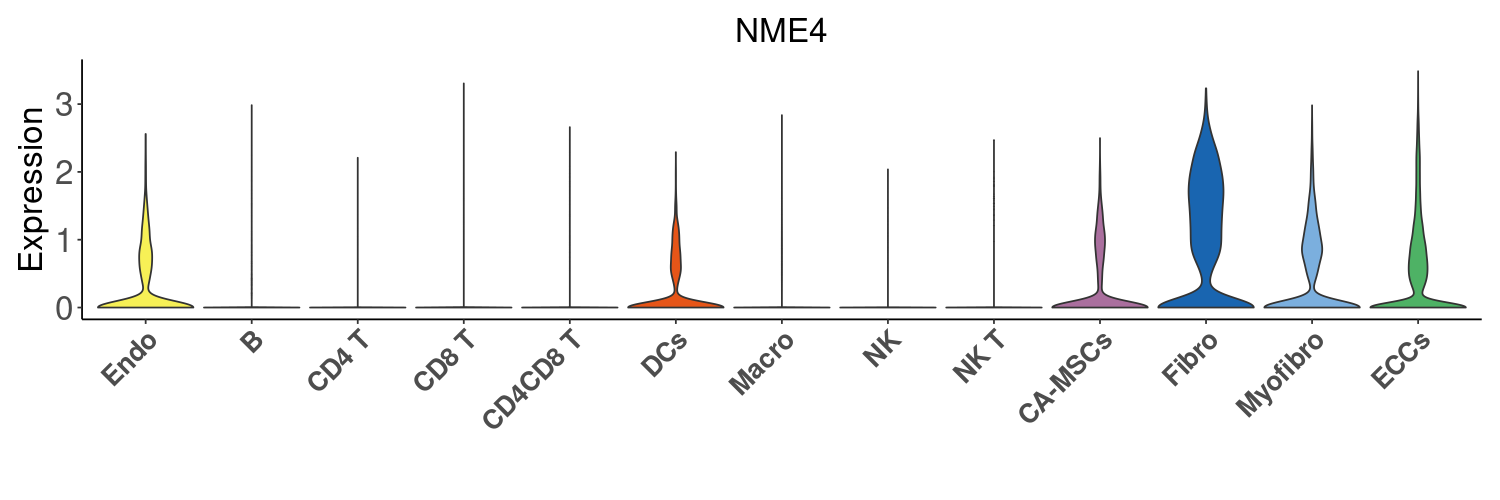 NME4
Expression
3
2
1
0
Endo
B
CD4 T
CD8 T
CD4CD8 T
DCs
Macro
NK
NK T
CA-MSCs
Fibro
Myofibro
ECCs